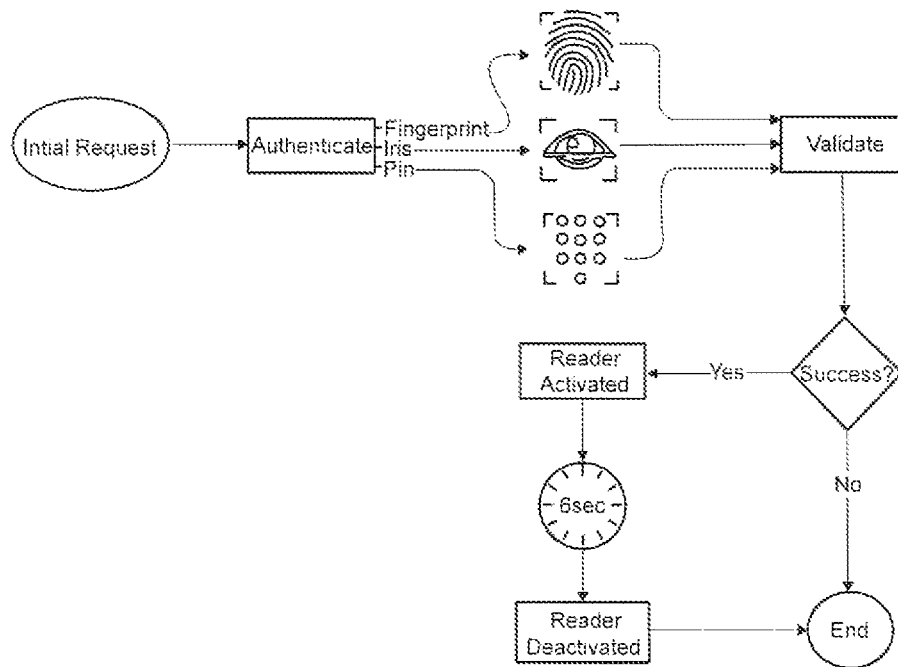 Intial Request
Authenticate
Fingerprint
Iris
Pin
Validate
Success?
Yes
Reader
Activated
No
6sec
Reader
Deactivated
End